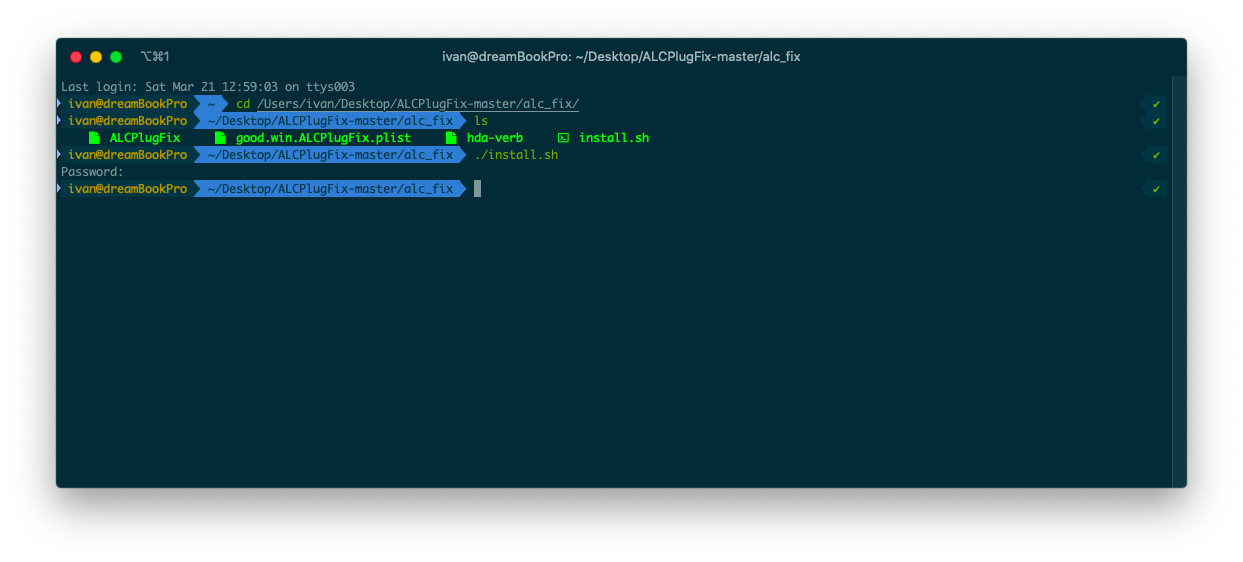 ⌥⌘1 ivan@dreamBookPro: ~/Desktop/ALCPlugFix-master/alc_fix
Last login: Sat Mar 21 12:59:03 on ttys003
ivan@dreamBookPro ~ cd /Users/ivan/Desktop/ALCPlugFix-master/alc_fix/ ✔
ivan@dreamBookPro ~/Desktop/ALCPlugFix-master/alc_fix ls ✔
ALCPlugFix good.win.ALCPlugFix.plist hda-verb install.sh
ivan@dreamBookPro ~/Desktop/ALCPlugFix-master/alc_fix ./install.sh ✔
Password:
ivan@dreamBookPro ~/Desktop/ALCPlugFix-master/alc_fix ✔